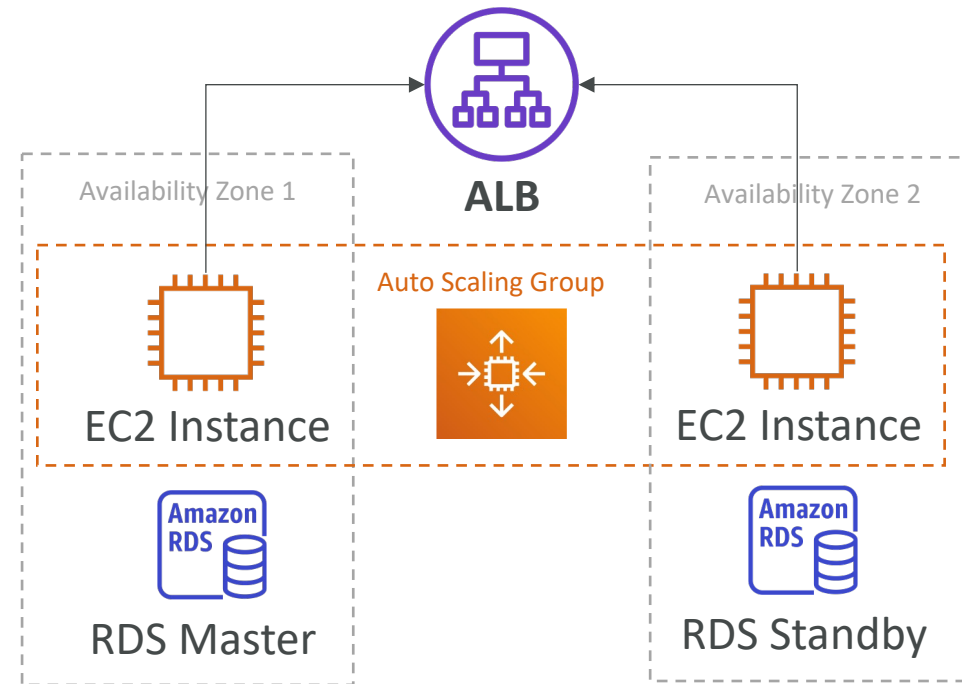 ALB
Availability Zone 1
Availability Zone 2
Auto Scaling Group
EC2 Instance
EC2 Instance
Amazon
RDS
RDS Master
Amazon
RDS
RDS Standby